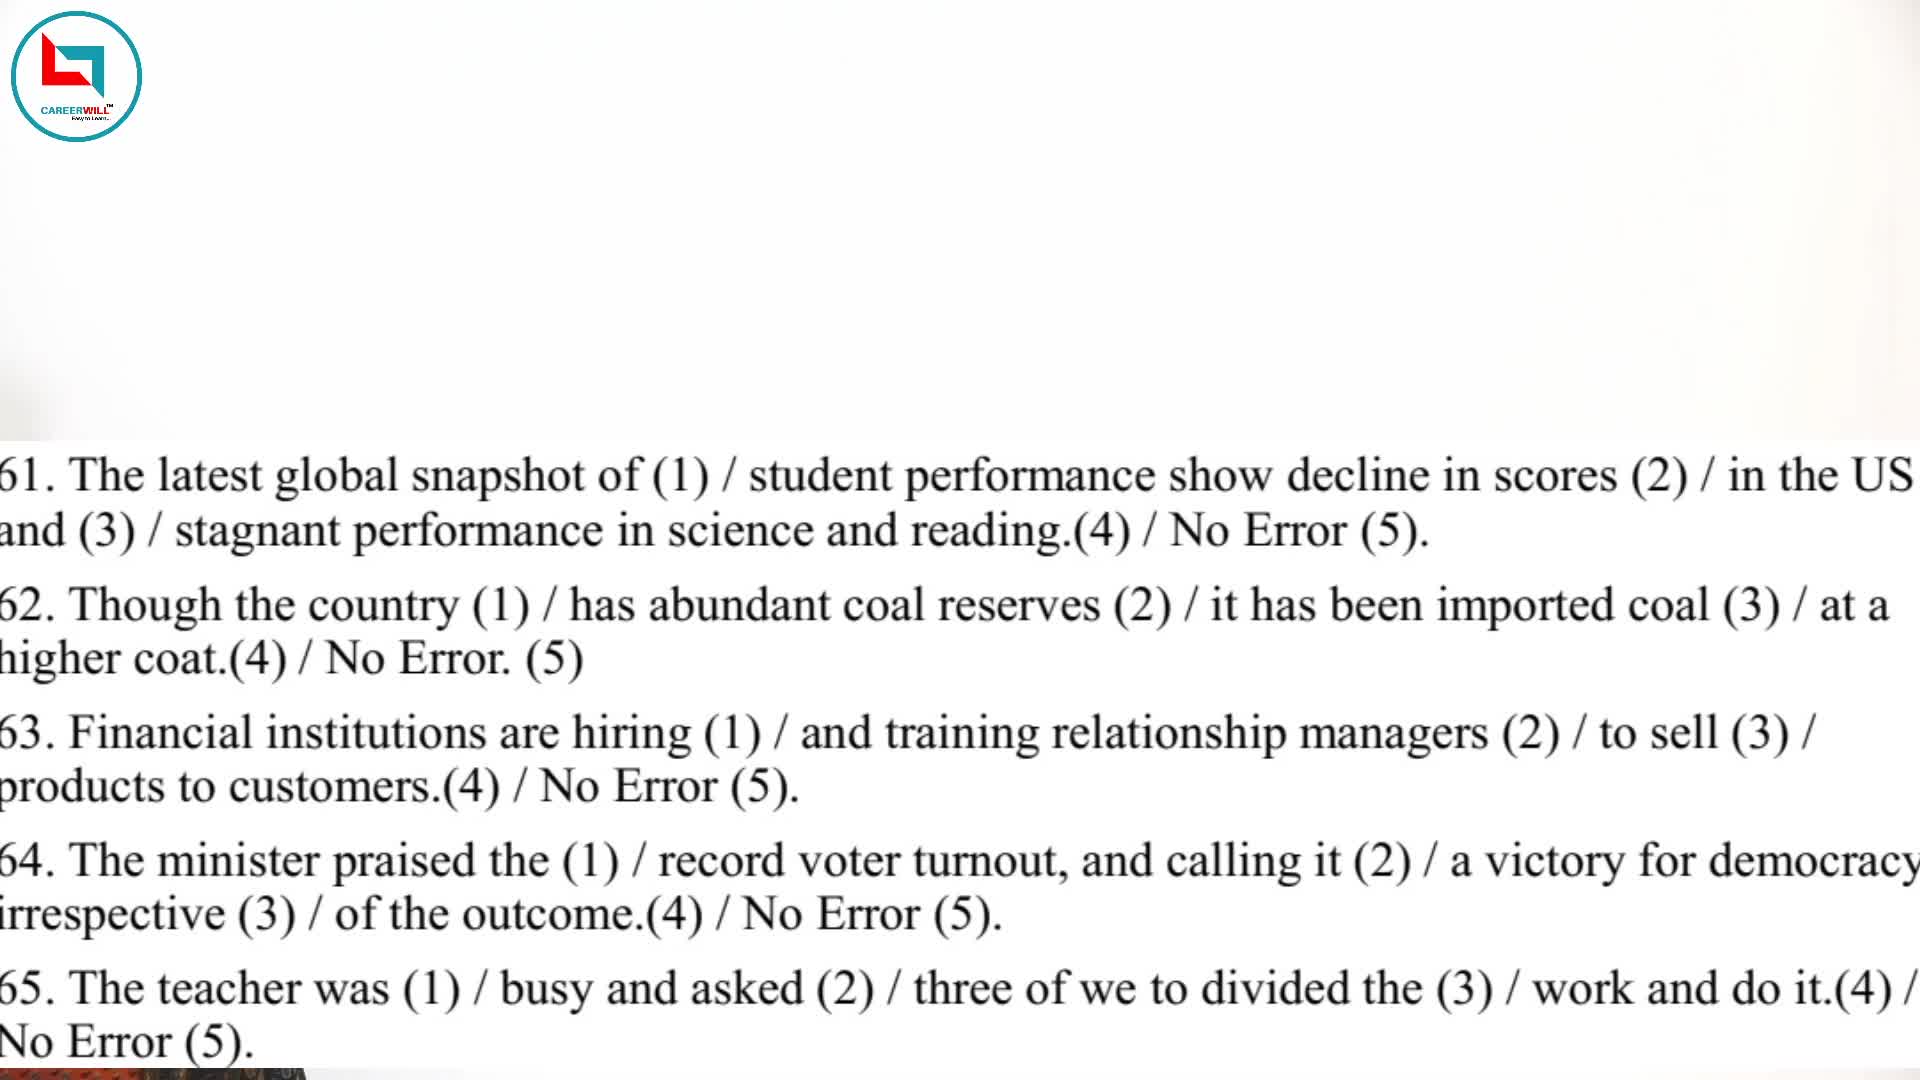 CAREERWILL™
Easy to Learn..
61. The latest global snapshot of (1) / student performance show decline in scores (2) / in the US
and (3) / stagnant performance in science and reading.(4) / No Error (5).
62. Though the country (1) / has abundant coal reserves (2) / it has been imported coal (3) / at a
higher coat.(4) / No Error. (5)
63. Financial institutions are hiring (1) / and training relationship managers (2) / to sell (3) /
products to customers.(4) / No Error (5).
64. The minister praised the (1) / record voter turnout, and calling it (2) / a victory for democracy
irrespective (3) / of the outcome.(4) / No Error (5).
65. The teacher was (1) / busy and asked (2) / three of we to divided the (3) / work and do it.(4) /
No Error (5).